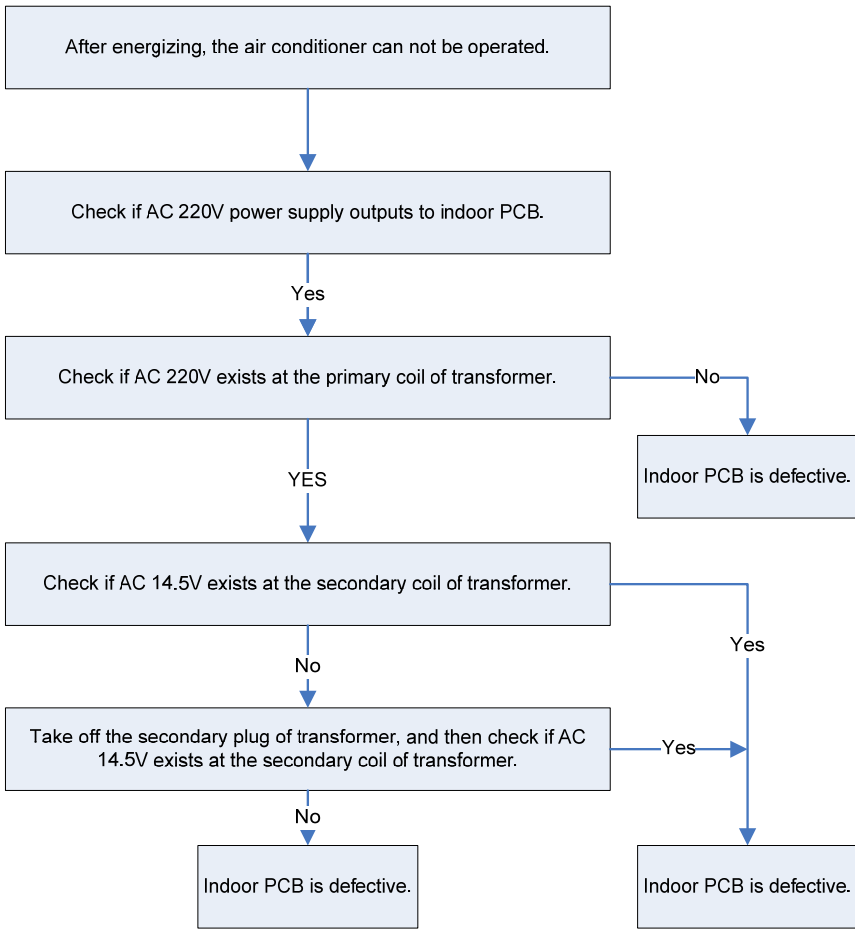 After energizing, the air conditioner can not be operated.
Check if AC 220V power supply outputs to indoor PCB.
Yes
Check if AC 220V exists at the primary coil of transformer.
No
Indoor PCB is defective.
YES
Check if AC 14.5V exists at the secondary coil of transformer.
Yes
No
Take off the secondary plug of transformer, and then check if AC
14.5V exists at the secondary coil of transformer.
Yes
No
Indoor PCB is defective.
Indoor PCB is defective.